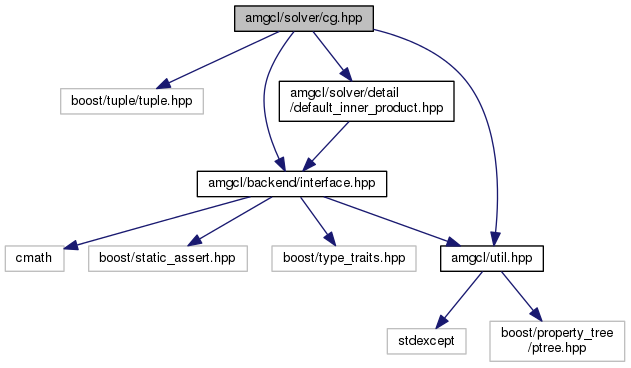 amgcl/solver/cg.hpp
boost/tuple/tuple.hpp
amgcl/solver/detail
/default_inner_product.hpp
amgcl/backend/interface.hpp
cmath
boost/static_assert.hpp
boost/type_traits.hpp
amgcl/util.hpp
stdexcept
boost/property_tree
/ptree.hpp